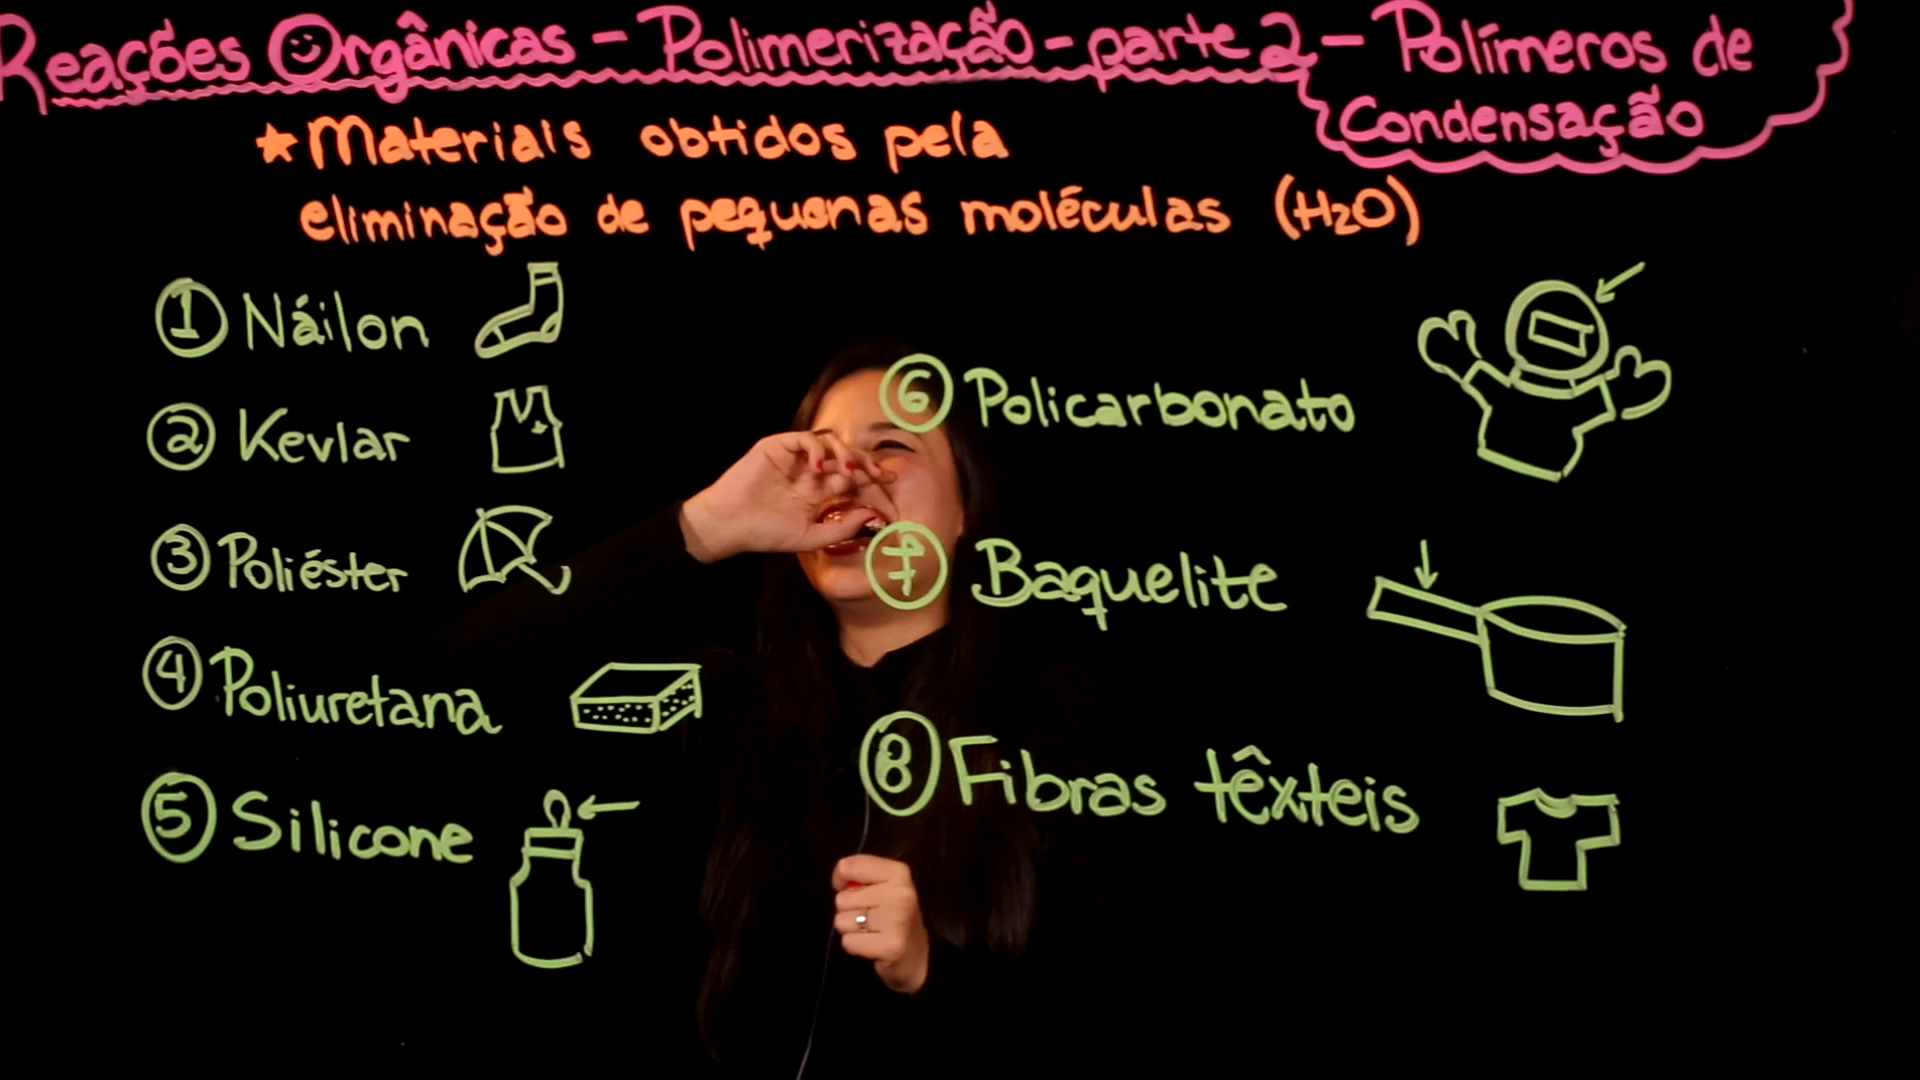 Reações Orgânicas - Polimerização - parte 2 - Polímeros de
Condensação
★ Materiais obtidos pela
eliminação de pequenas moléculas (H₂O)
① Náilon
② Kevlar
③ Poliéster
④ Poliuretana
⑤ Silicone
⑥ Policarbonato
⑦ Baquelite
⑧ Fibras têxteis